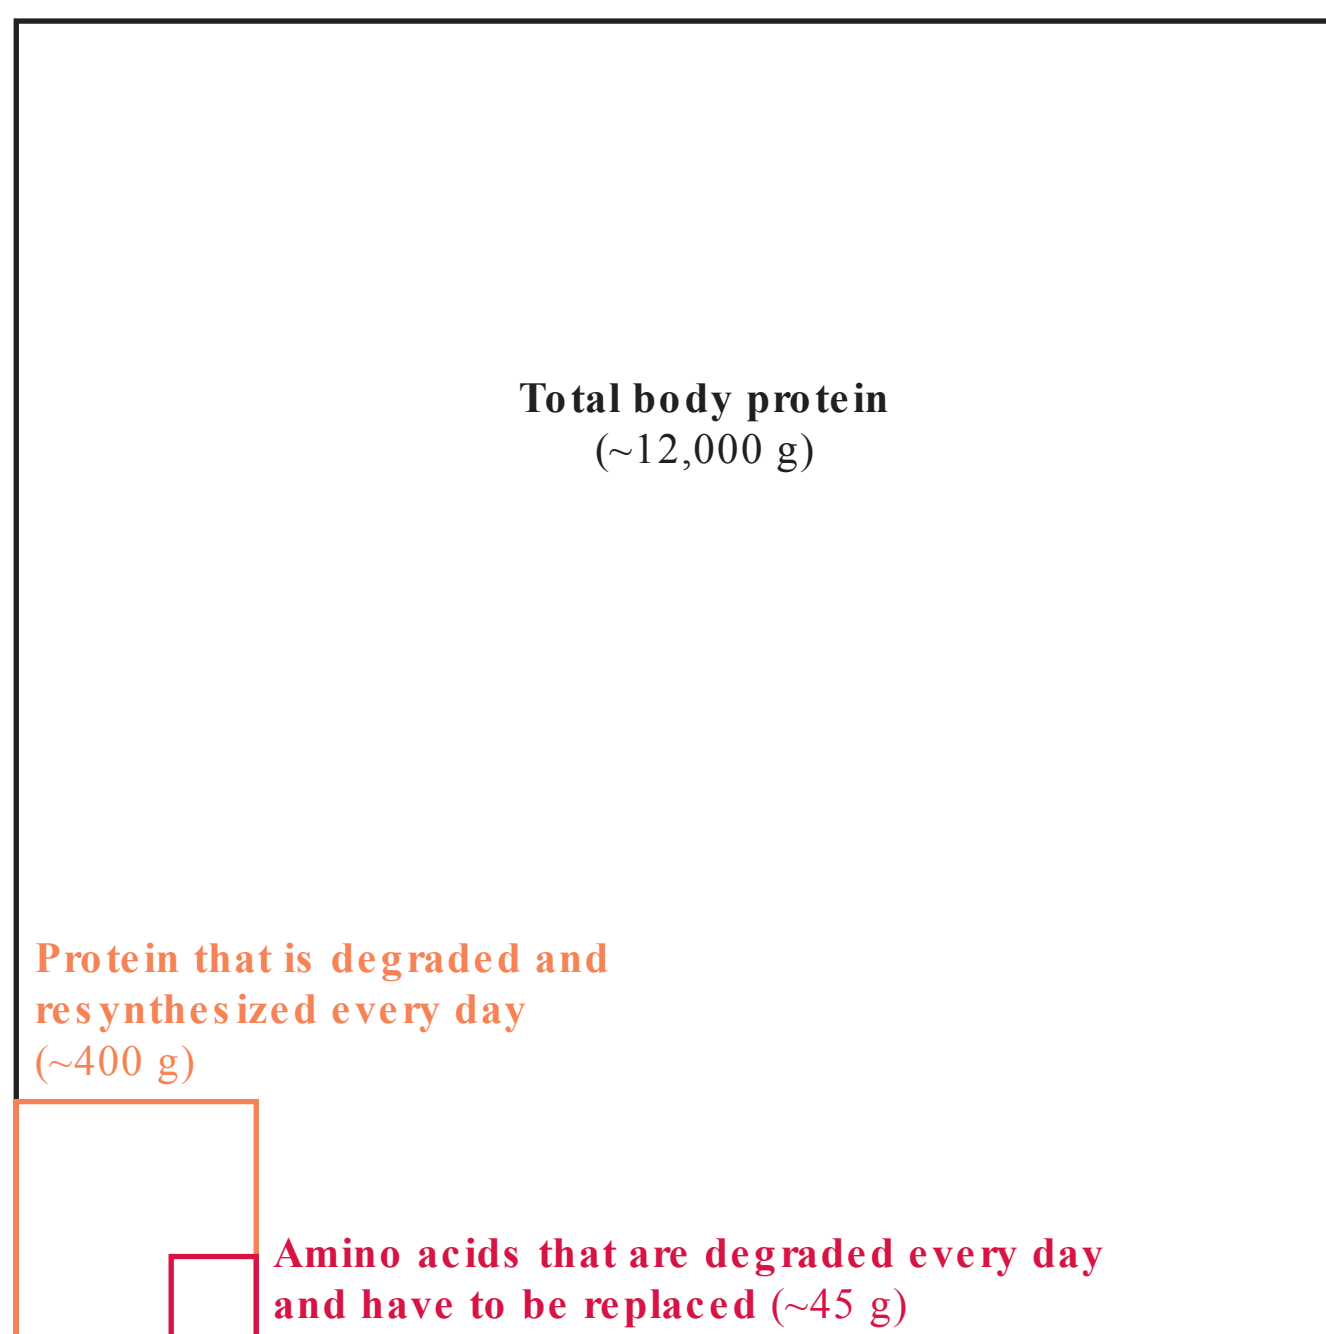 Total body protein
(~12,000 g)
Protein that is degraded and
resynthesized every day
(~400 g)
Amino acids that are degraded every day
and have to be replaced (~45 g)